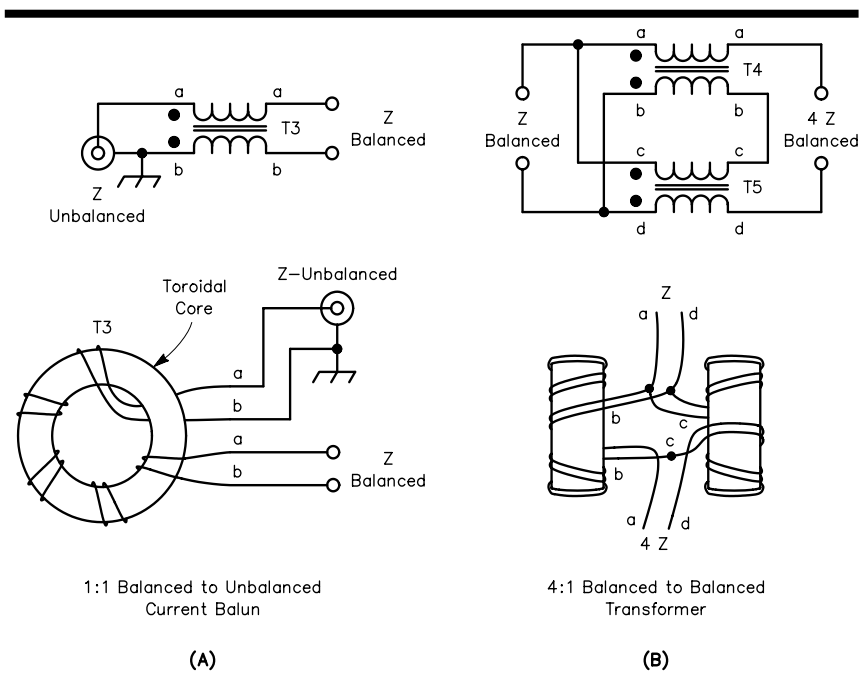 a a
T3
b b
Z
Balanced
Z
Unbalanced
a a
T4
b b
Z
Balanced
4 Z
Balanced
c c
T5
d d
Toroidal
Core
T3
Z-Unbalanced
a
b
a
b
Z
Balanced
1:1 Balanced to Unbalanced
Current Balun
(A)
Z
a d
b c
c
b
a d
4 Z
4:1 Balanced to Balanced
Transformer
(B)